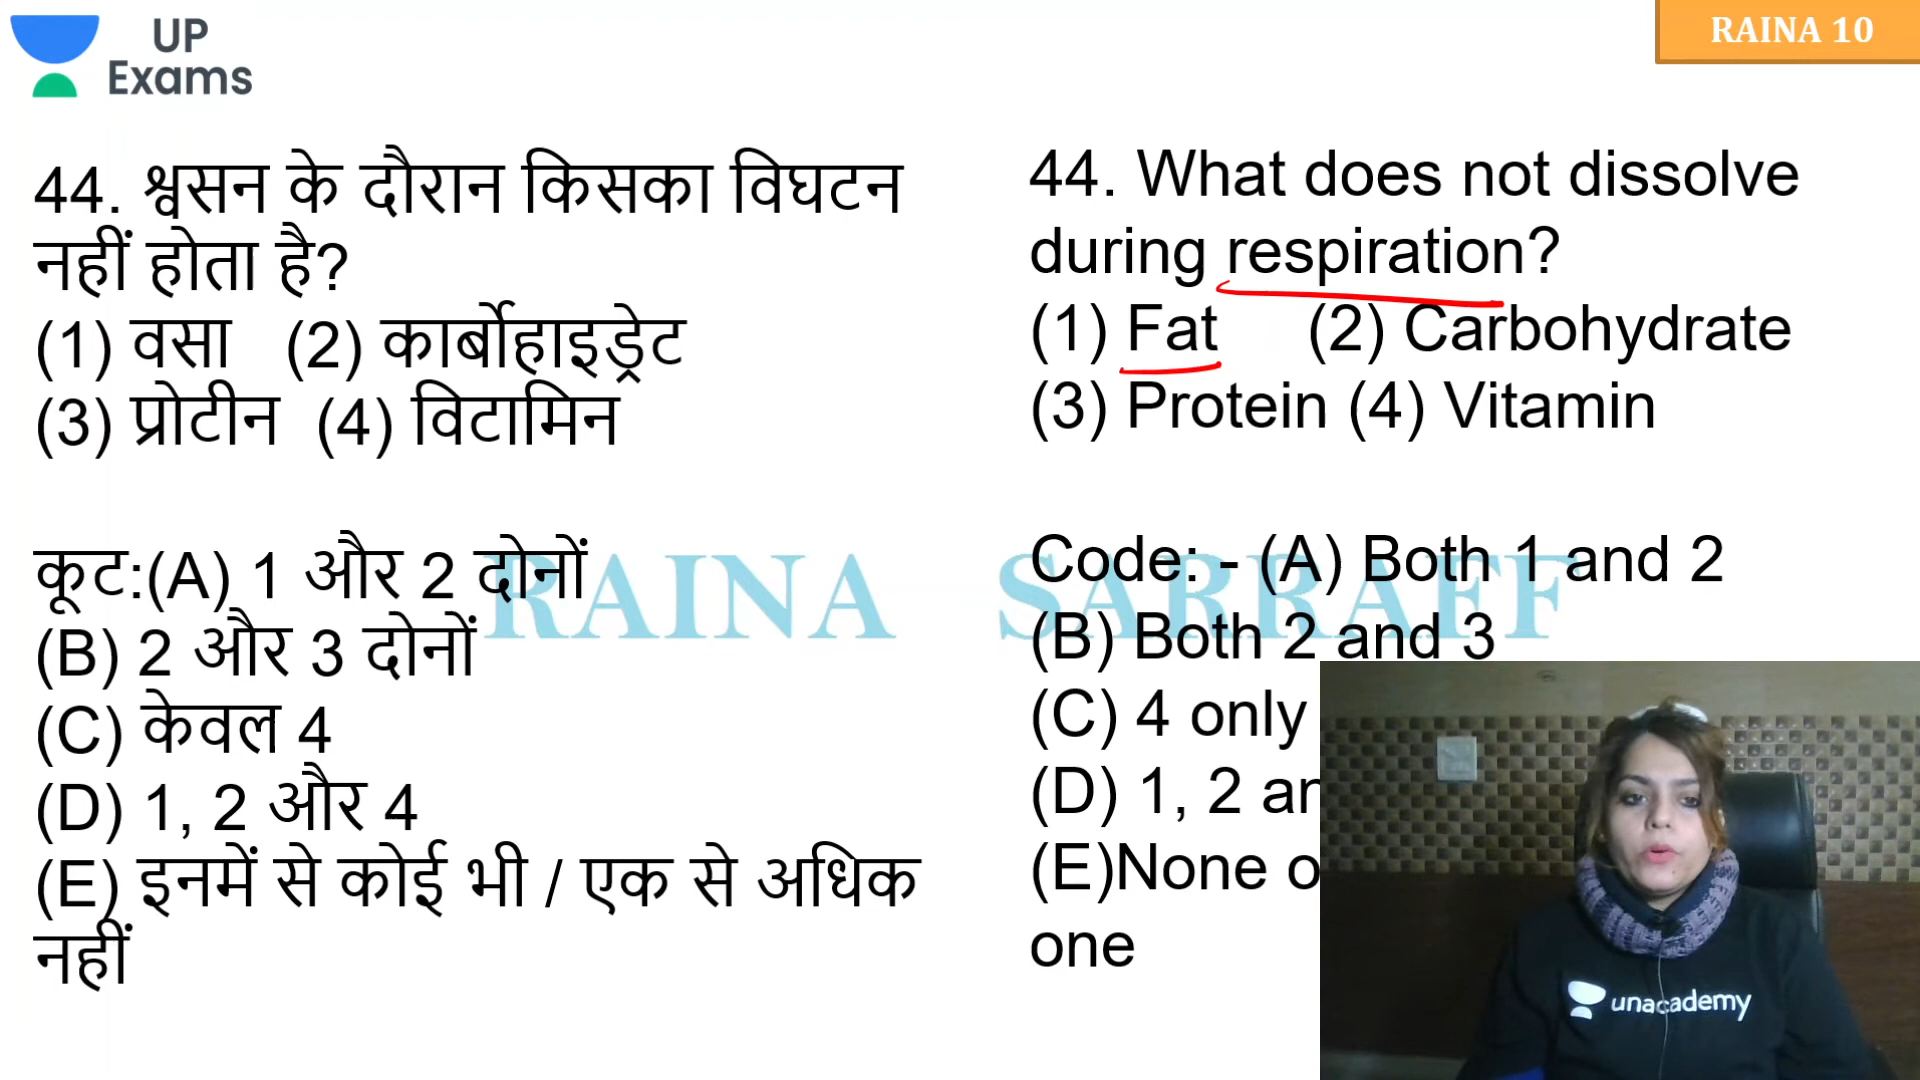 UP
Exams
RAINA 10
44. श्वसन के दौरान किसका विघटन
नहीं होता है?
(1) वसा (2) कार्बोहाइड्रेट
(3) प्रोटीन (4) विटामिन
कूट:(A) 1 और 2 दोनों
(B) 2 और 3 दोनों
(C) केवल 4
(D) 1, 2 और 4
(E) इनमें से कोई भी / एक से अधिक
नहीं
44. What does not dissolve
during respiration?
(1) Fat (2) Carbohydrate
(3) Protein (4) Vitamin
Code: - (A) Both 1 and 2
(B) Both 2 and 3
(C) 4 only
(D) 1, 2
(E)None
one
RAINA SARRAFF
unacademy